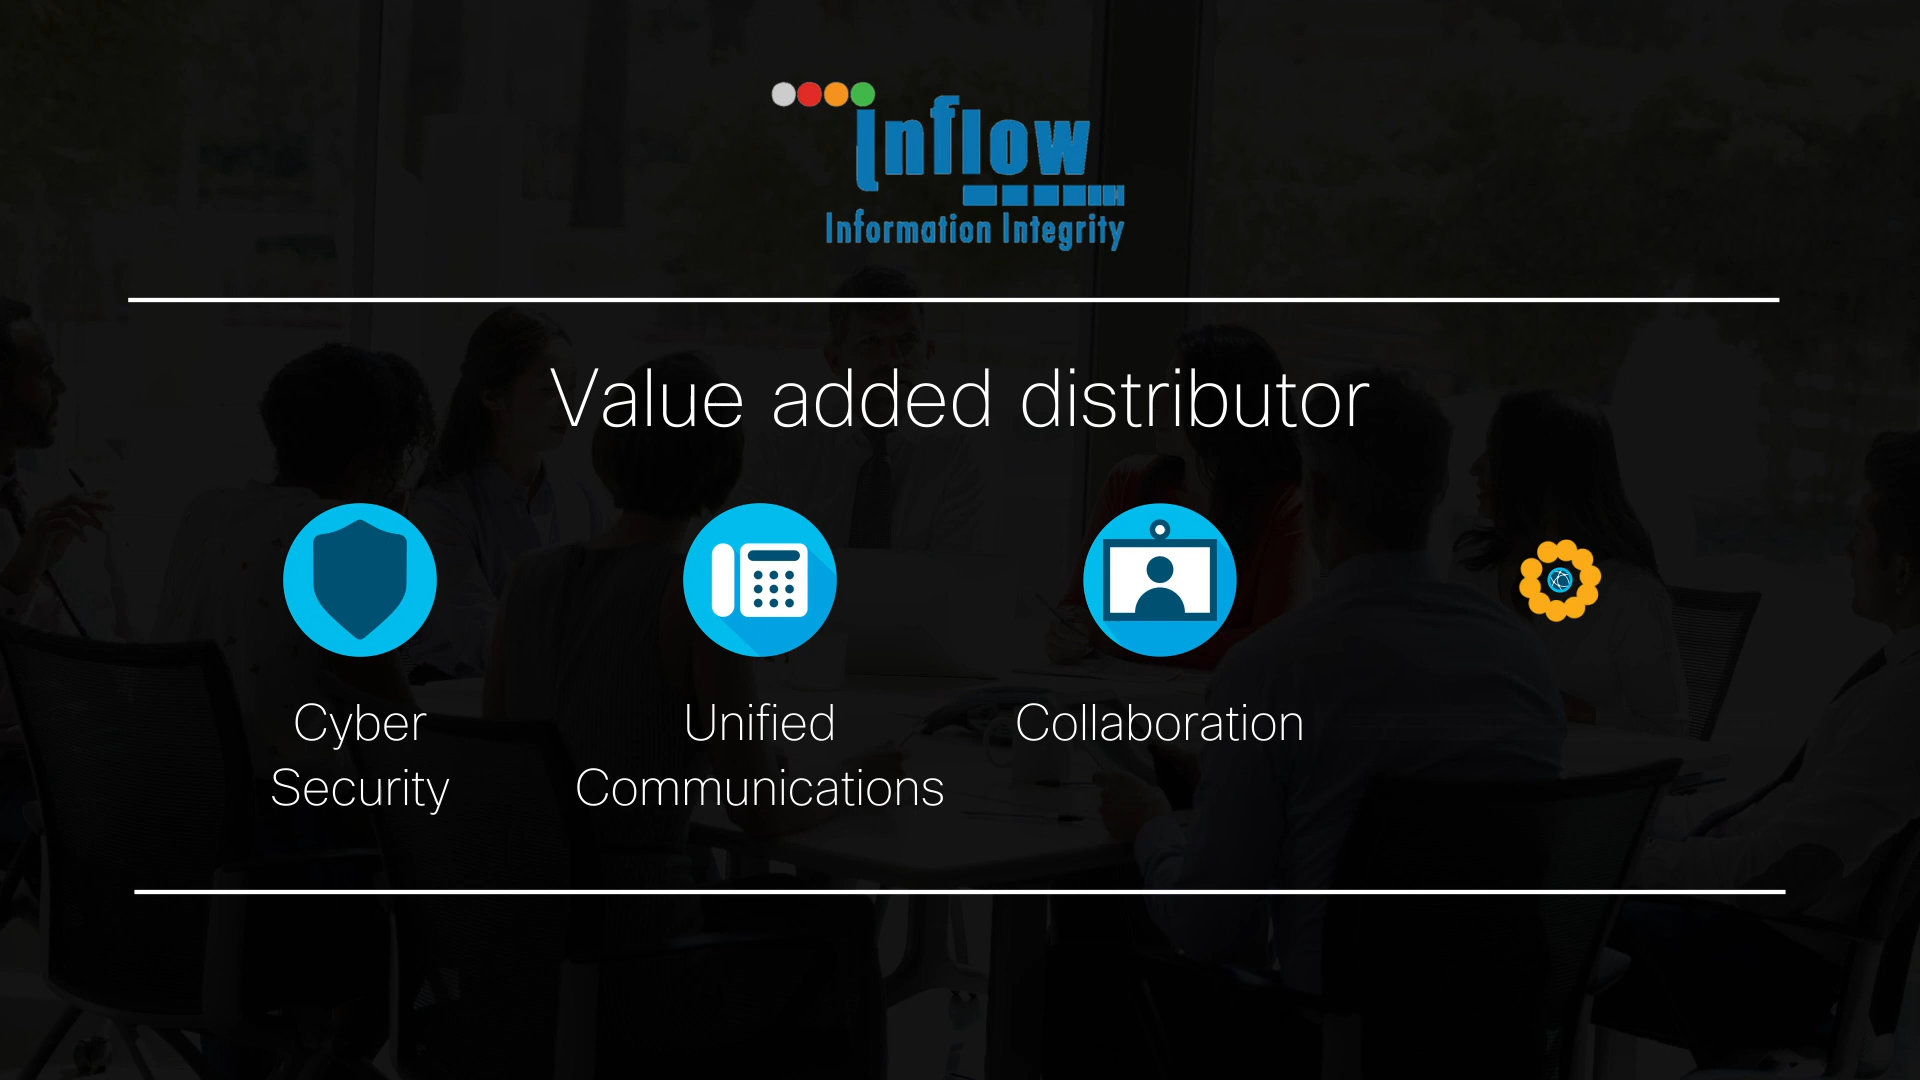 inflow
Information Integrity
Value added distributor
Cyber
Security
Unified
Communications
Collaboration